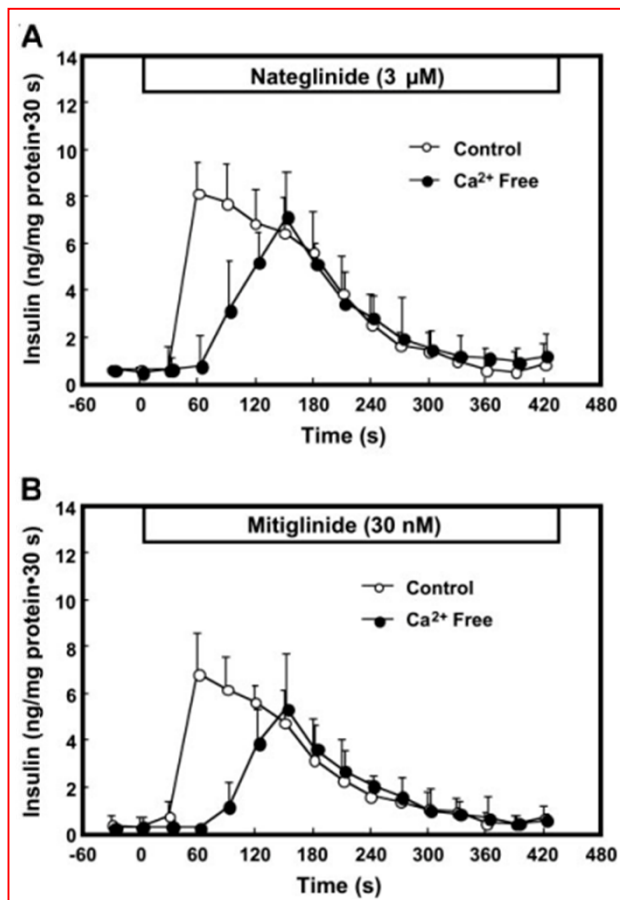 A
Nateglinide (3 µM)
Control
Ca²⁺ Free
Insulin (ng/mg protein•30 s)
14
12
10
8
6
4
2
0
-60 0 60 120 180 240 300 360 420 480
Time (s)
B
Mitiglinide (30 nM)
Control
Ca²⁺ Free
Insulin (ng/mg protein•30 s)
14
12
10
8
6
4
2
0
-60 0 60 120 180 240 300 360 420 480
Time (s)